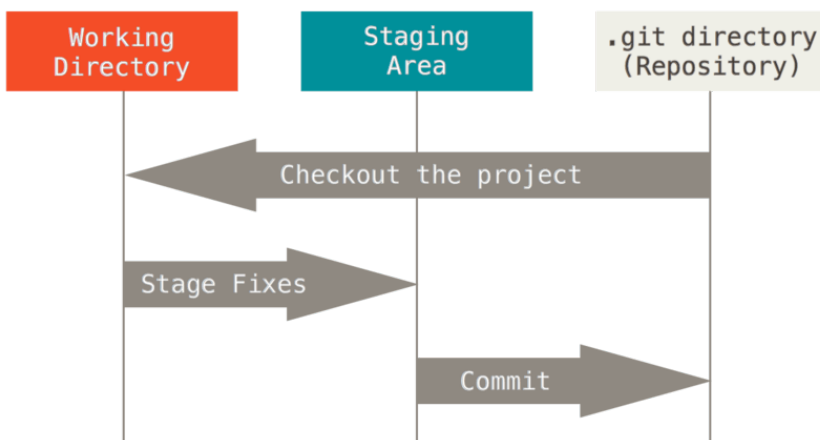 Working
Directory
Staging
Area
.git directory
(Repository)
Checkout the project
Stage Fixes
Commit